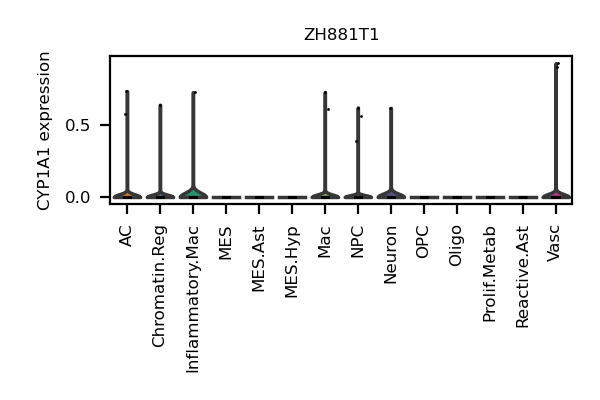 ZH881T1
CYP1A1 expression
0.5
0.0
AC
Chromatin.Reg
Inflammatory.Mac
MES
MES.Ast
MES.Hyp
Mac
NPC
Neuron
OPC
Oligo
Prolif.Metab
Reactive.Ast
Vasc